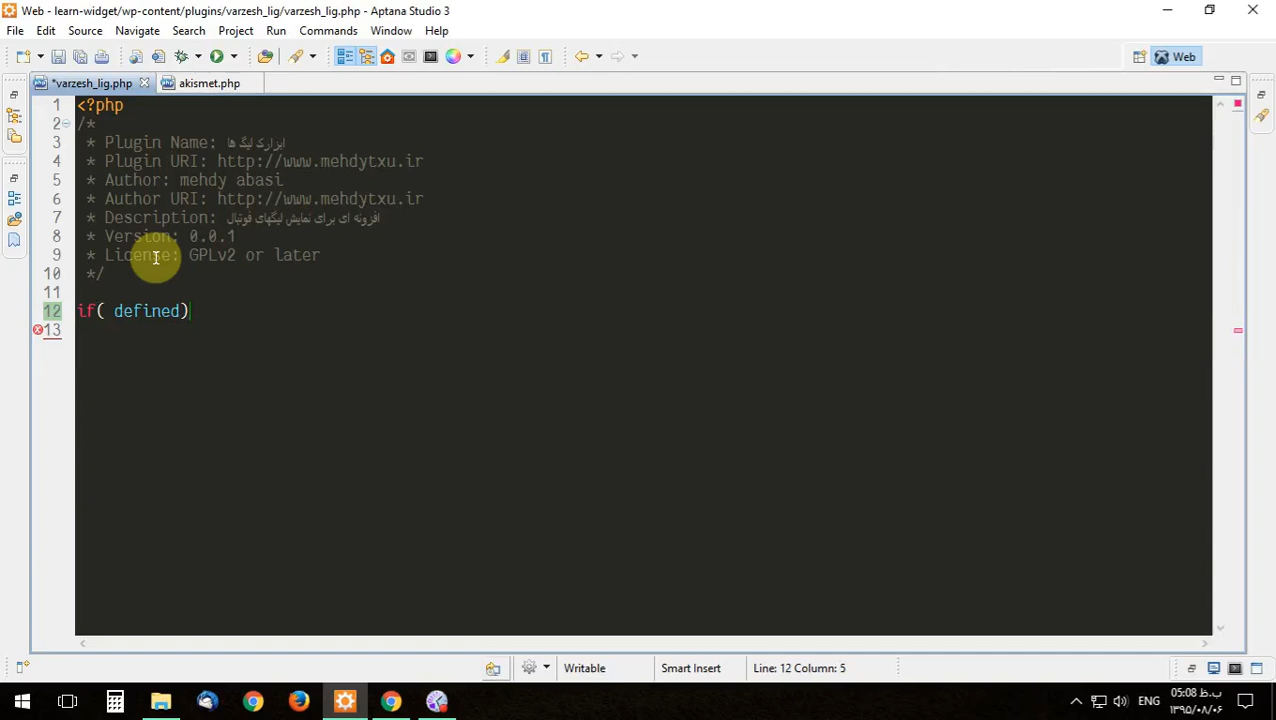 Web - learn-widget/wp-content/plugins/varzesh_lig/varzesh_lig.php - Aptana Studio 3
File Edit Source Navigate Search Project Run Commands Window Help
Web
*varzesh_lig.php akismet.php
1 <?php
2 /*
3 * Plugin Name: ابزارک لیگ ها
4 * Plugin URI: http://www.mehdytxu.ir
5 * Author: mehdy abasi
6 * Author URI: http://www.mehdytxu.ir
7 * Description: افزونه ای برای نمایش لیگهای فوتبال
8 * Version: 0.0.1
9 * License: GPLv2 or later
10 */
11
12 if( defined)
13
Writable Smart Insert Line: 12 Column: 5
ENG ب.ظ 05:08
۱۳۹۵/۰۸/۰۶